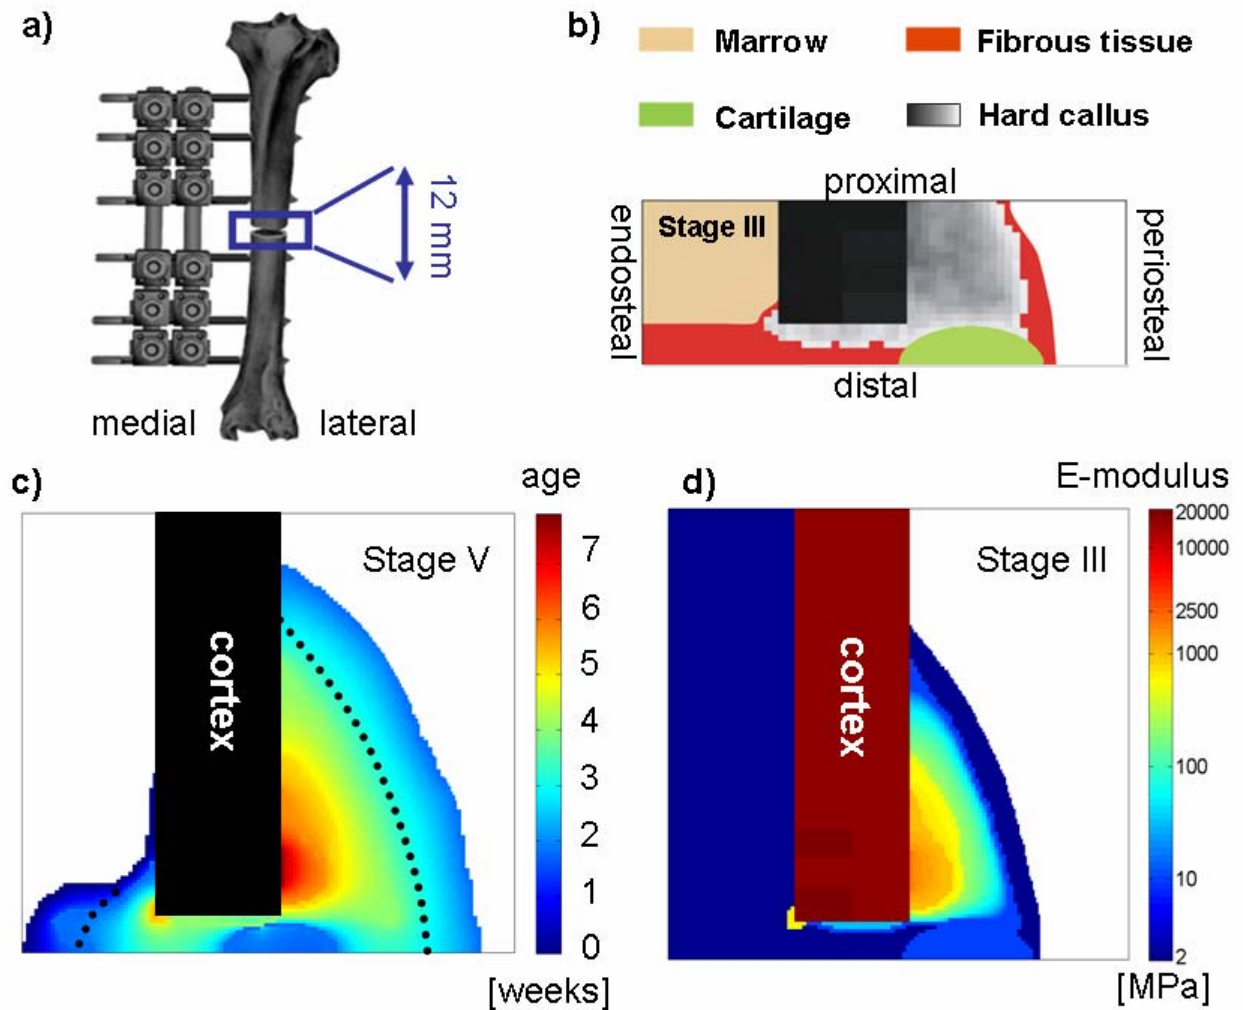 a)
12 mm
medial
lateral
b)
Marrow
Fibrous tissue
Cartilage
Hard callus
proximal
Stage III
endosteal
periosteal
distal
c)
age
Stage V
cortex
7
6
5
4
3
2
1
0
[weeks]
d)
E-modulus
Stage III
cortex
20000
10000
2500
1000
100
10
2
[MPa]